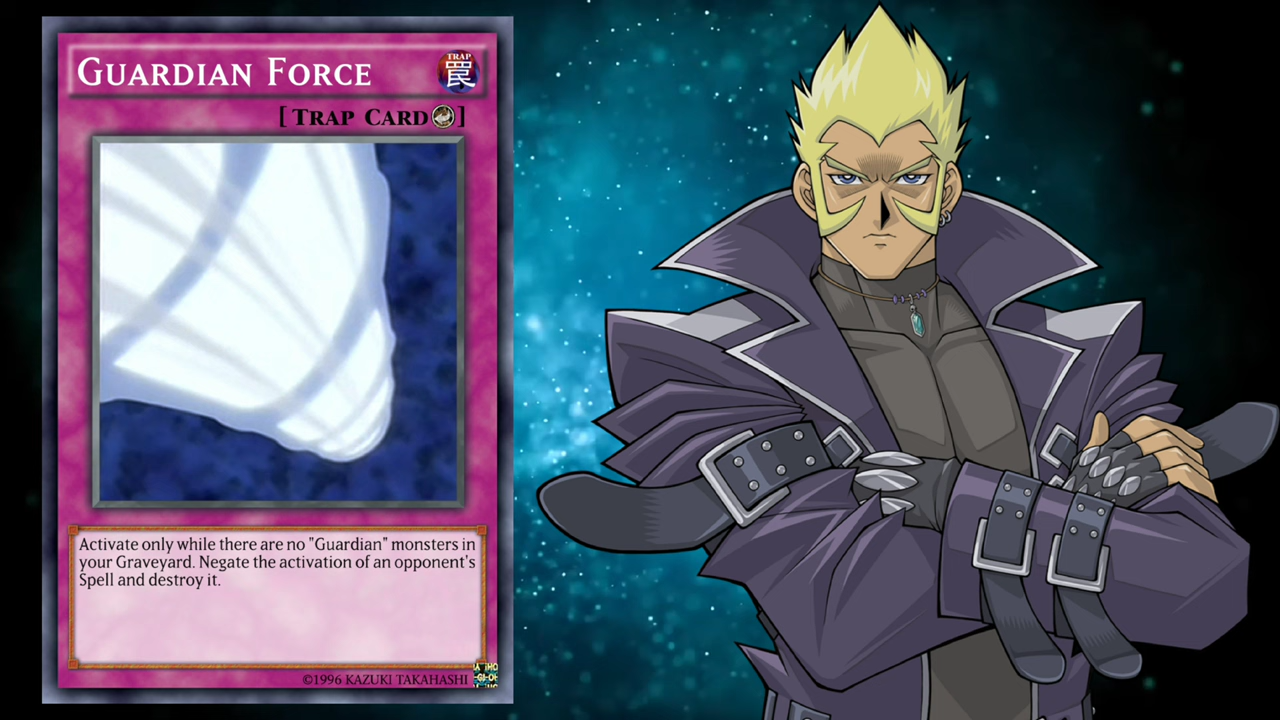 GUARDIAN FORCE
TRAP
罠
[ TRAP CARD ]
Activate only while there are no "Guardian" monsters in
your Graveyard. Negate the activation of an opponent's
Spell and destroy it.
©1996 KAZUKI TAKAHASHI